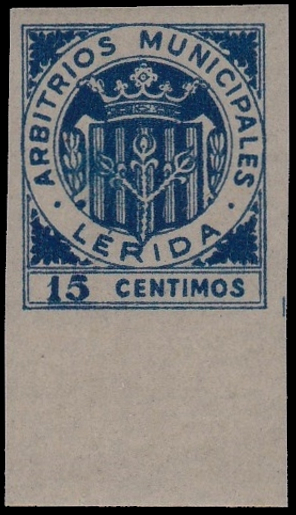 ARBITRIOS MUNICIPALES
· LÉRIDA ·
15 CENTIMOS